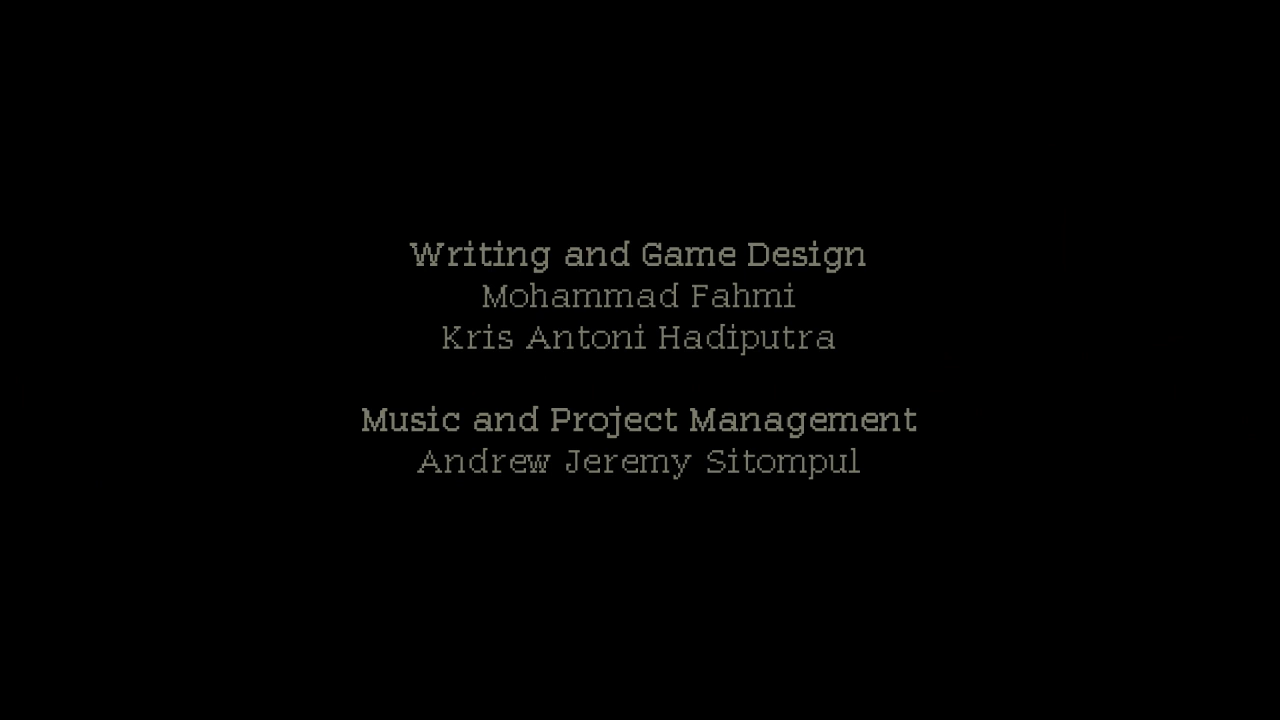 Writing and Game Design
Mohammad Fahmi
Kris Antoni Hadiputra
Music and Project Management
Andrew Jeremy Sitompul